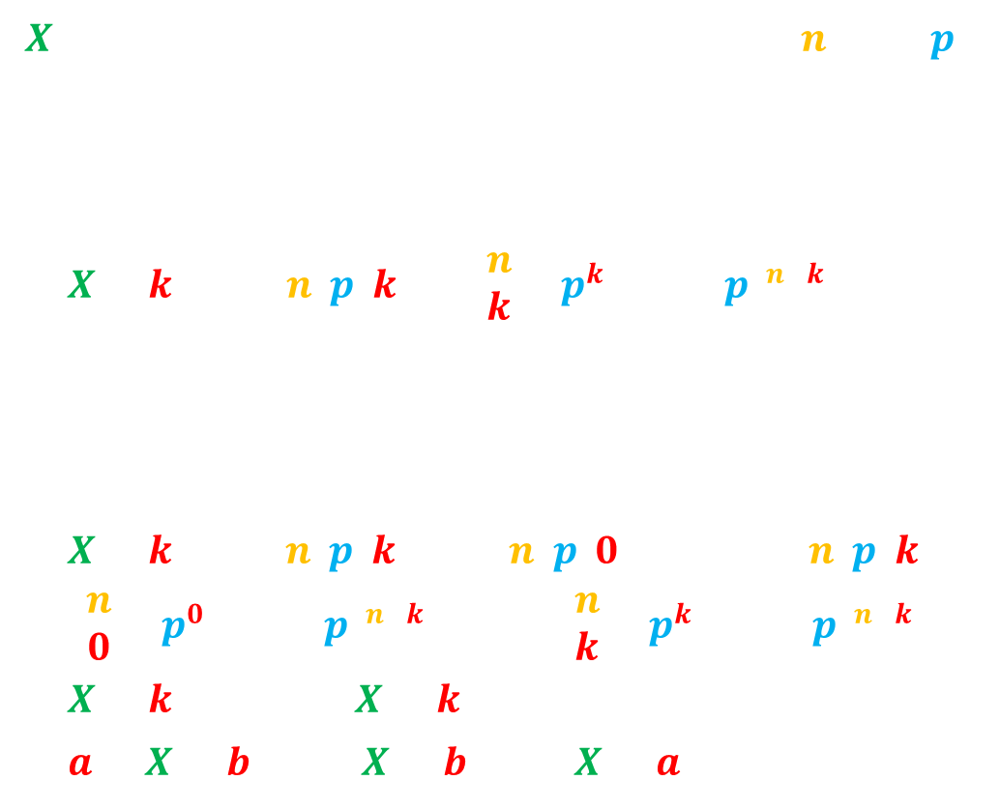 X n p
X k n p k n k p^k p^n k
X k n p k n p 0 n p k
n 0 p^0 p^n k n k p^k p^n k
X k X k
a X b X b X a